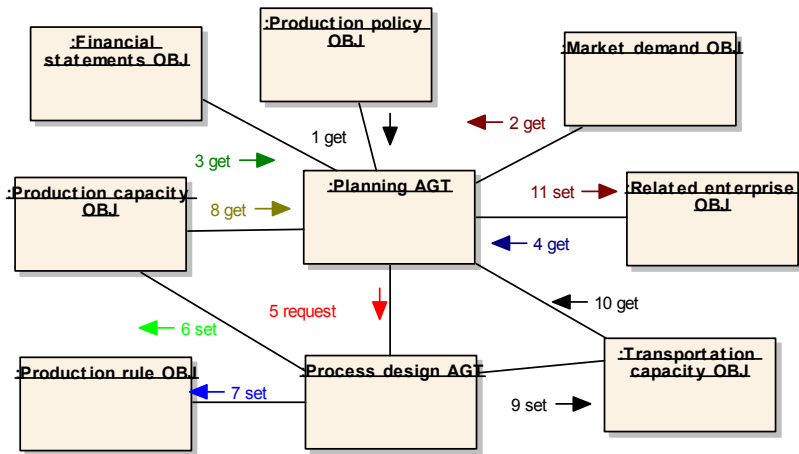 :Financial
statements OBJ
:Production policy
OBJ
:Market demand OBJ
1 get
2 get
3 get
:Production capacity
OBJ
8 get
:Planning AGT
11 set
:Related enterprise
OBJ
4 get
5 request
10 get
6 set
:Production rule OBJ
7 set
:Process design AGT
9 set
:Transportation
capacity OBJ